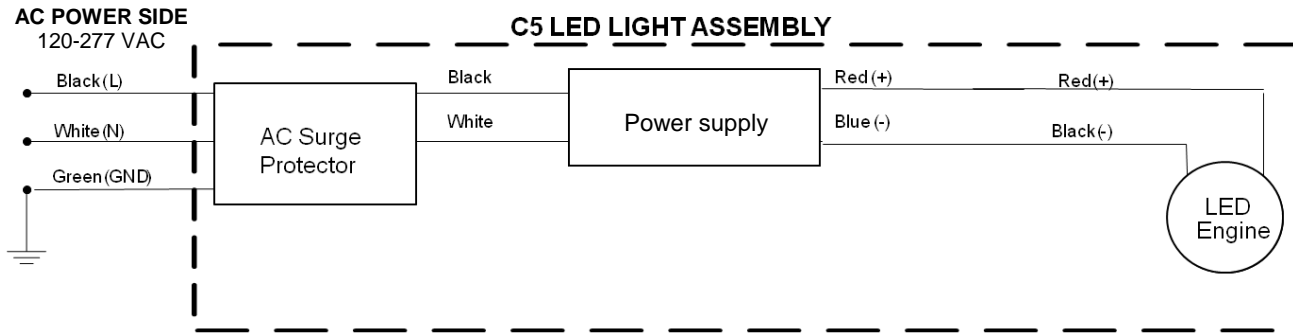 AC POWER SIDE
120-277 VAC
C5 LED LIGHT ASSEMBLY
Black(L)
White(N)
Green(GND)
AC Surge
Protector
Black
White
Power supply
Red(+)
Blue(-)
Red(+)
Black(-)
LED
Engine